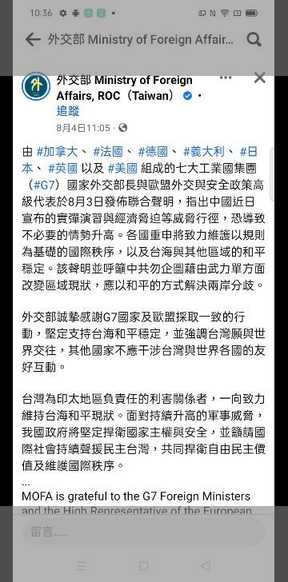 10:36
外交部 Ministry of Foreign Affair...
外交部 Ministry of Foreign
Affairs, ROC（Taiwan） •
追蹤
8月4日11:05 ·
由 #加拿大、#法國、#德國、#義大利、#日
本、#英國 以及 #美國 組成的七大工業國集團
（#G7）國家外交部長與歐盟外交與安全政策高
級代表於8月3日發佈聯合聲明，指出中國近日
宣布的實彈演習與經濟脅迫等威脅行徑，恐導致
不必要的情勢升高。各國重申將致力維護以規則
為基礎的國際秩序，以及台海與其他區域的和平
穩定。該聲明並呼籲中共勿企圖藉由武力單方面
改變區域現狀，應以和平的方式解決兩岸分歧。
外交部誠摯感謝G7國家及歐盟採取一致的行
動，堅定支持台海和平穩定，並強調台灣願與世
界交往，其他國家不應干涉台灣與世界各國的友
好互動。
台灣為印太地區負責任的利害關係者，一向致力
維持台海和平現狀。面對持續升高的軍事威脅，
我國政府將堅定捍衛國家主權與安全，並籲請國
際社會持續聲援民主台灣，共同捍衛自由民主價
值及維護國際秩序。
...
MOFA is grateful to the G7 Foreign Ministers
and the High Representative of the European
留言......